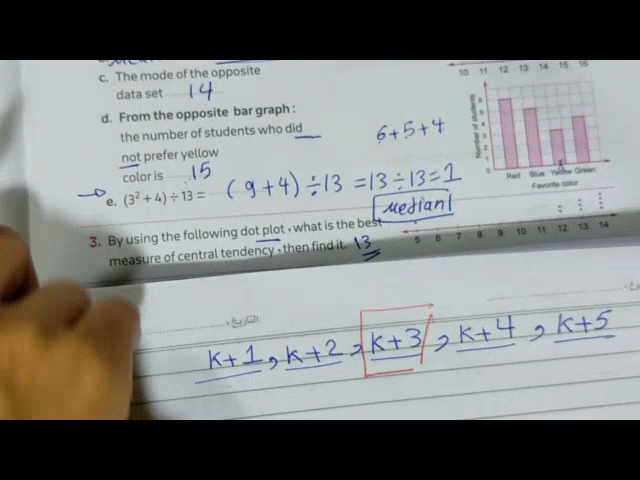 c. The mode of the opposite
data set 14
10 11 12 13 14 15 16
d. From the opposite bar graph:
the number of students who did
not prefer yellow
color is 15
6+5+4
Number of students
Red Blue Yellow Green
Favorite color
e. (3² + 4) ÷ 13 = (9+4) ÷13 =13 ÷13=1
median
3. By using the following dot plot, what is the best
measure of central tendency, then find it. 13
5 6 7 8 9 10 11 12 13 14
التاريخ
k+1, k+2, k+3, k+4, k+5